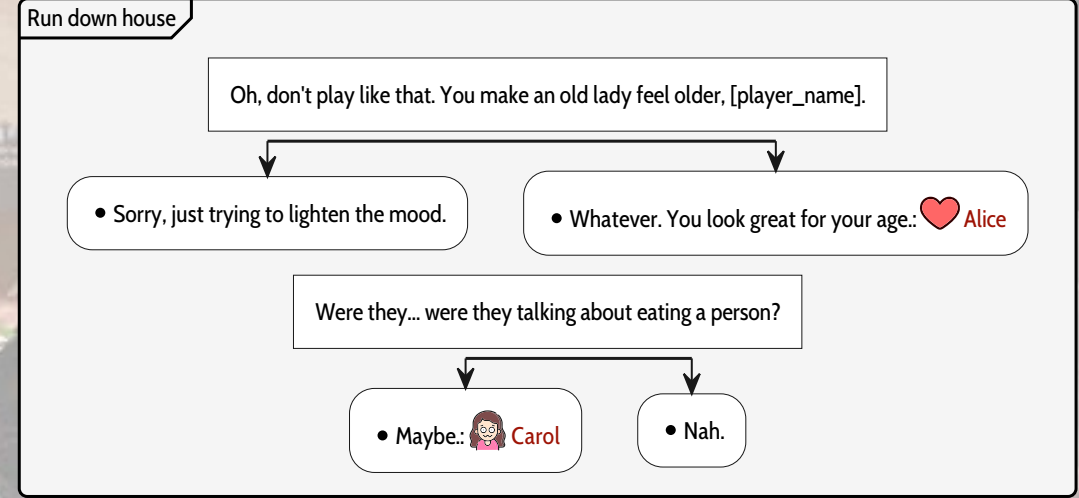 Run down house
Oh, don't play like that. You make an old lady feel older, [player_name].
• Sorry, just trying to lighten the mood.
• Whatever. You look great for your age.: Alice
Were they... were they talking about eating a person?
• Maybe.: Carol
• Nah.